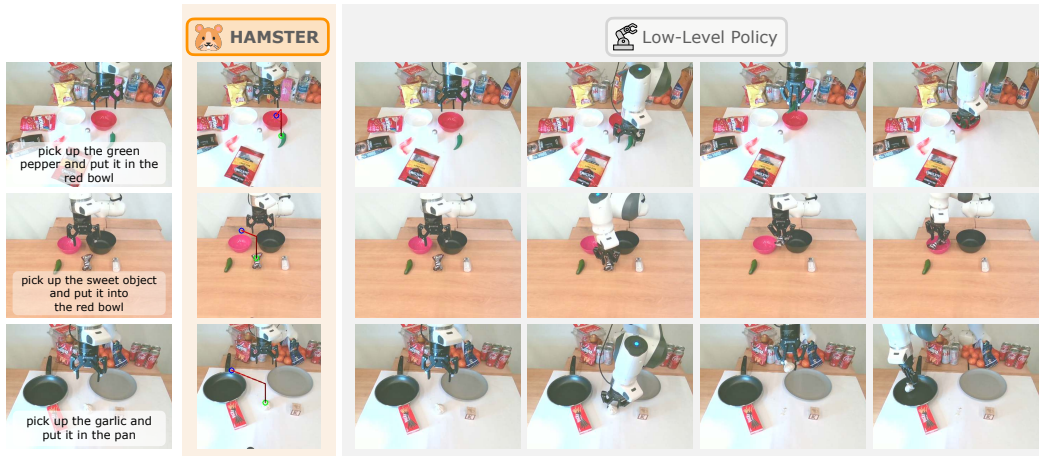 HAMSTER
Low-Level Policy
pick up the green
pepper and put it in the
red bowl
pick up the sweet object
and put it into
the red bowl
pick up the garlic and
put it in the pan